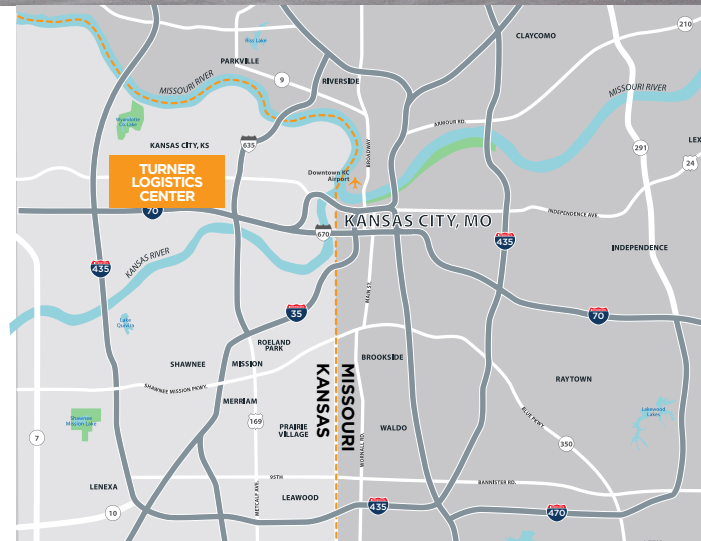 210
CLAYCOMO
Riss Lake
PARKVILLE
MISSOURI RIVER
9
RIVERSIDE
MISSOURI RIVER
Wyandotte
Co. Lake
ARMOUR RD.
KANSAS CITY, KS
635
BROADWAY
291
LEX
24
TURNER
LOGISTICS
CENTER
Downtown KC
Airport
70
INDEPENDENCE AVE.
KANSAS CITY, MO
670
435
INDEPENDENCE
KANSAS RIVER
435
35
MAIN ST.
70
Lake
Quivira
ROELAND
PARK
SHAWNEE
MISSION
BROOKSIDE
KANSAS
MISSOURI
RAYTOWN
SHAWNEE MISSION PKWY.
MERRIAM
BLUE PKWY.
Lakewood
Lakes
Shawnee
Mission Lake
169
PRAIRIE
VILLAGE
WORNALL RD.
WALDO
7
350
95TH
BANNISTER RD.
LENEXA
METCALF AVE.
LEAWOOD
10
435
470